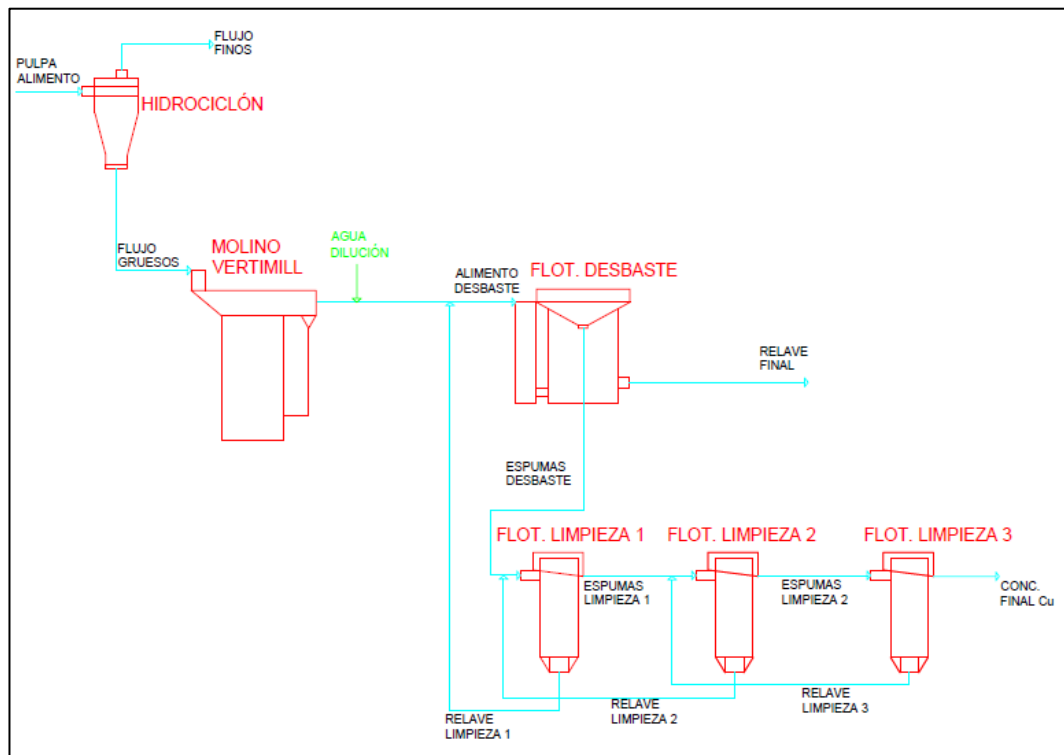 FLUJO
FINOS
PULPA
ALIMENTO
HIDROCICLÓN
FLUJO
GRUESOS
MOLINO
VERTIMILL
AGUA
DILUCIÓN
ALIMENTO
DESBASTE
FLOT. DESBASTE
RELAVE
FINAL
ESPUMAS
DESBASTE
FLOT. LIMPIEZA 1
FLOT. LIMPIEZA 2
FLOT. LIMPIEZA 3
ESPUMAS
LIMPIEZA 1
ESPUMAS
LIMPIEZA 2
CONC.
FINAL Cu
RELAVE
LIMPIEZA 1
RELAVE
LIMPIEZA 2
RELAVE
LIMPIEZA 3